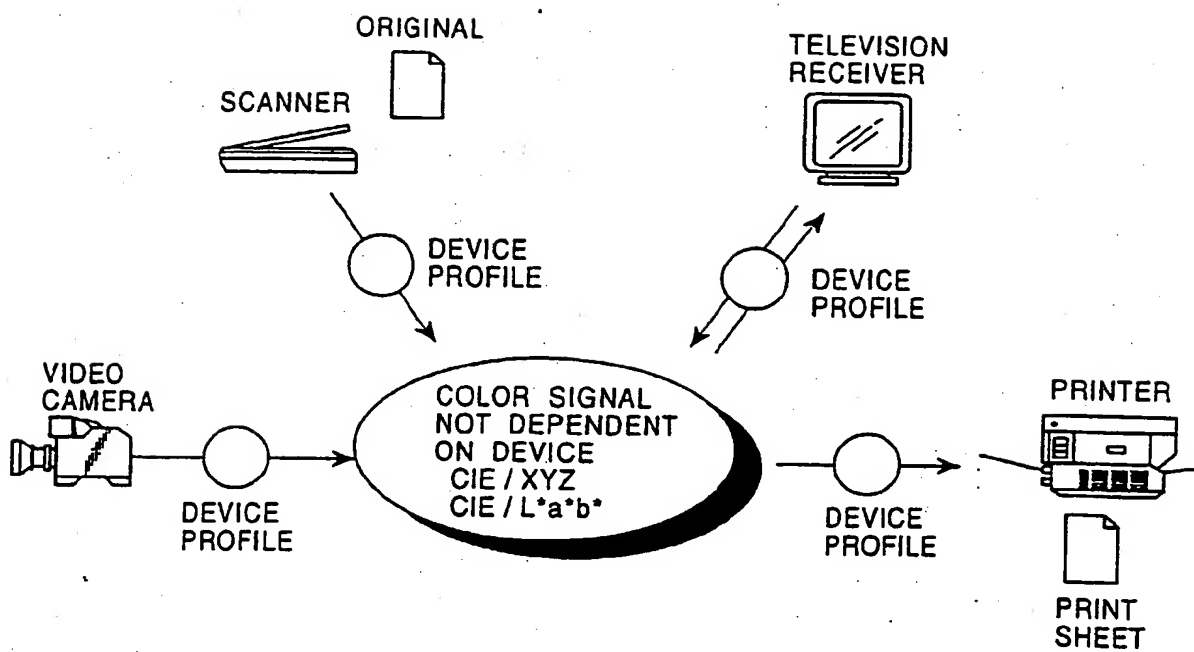 ORIGINAL
SCANNER
TELEVISION
RECEIVER
DEVICE
PROFILE
DEVICE
PROFILE
VIDEO
CAMERA
DEVICE
PROFILE
COLOR SIGNAL
NOT DEPENDENT
ON DEVICE
CIE / XYZ
CIE / L*a*b*
DEVICE
PROFILE
PRINTER
PRINT
SHEET